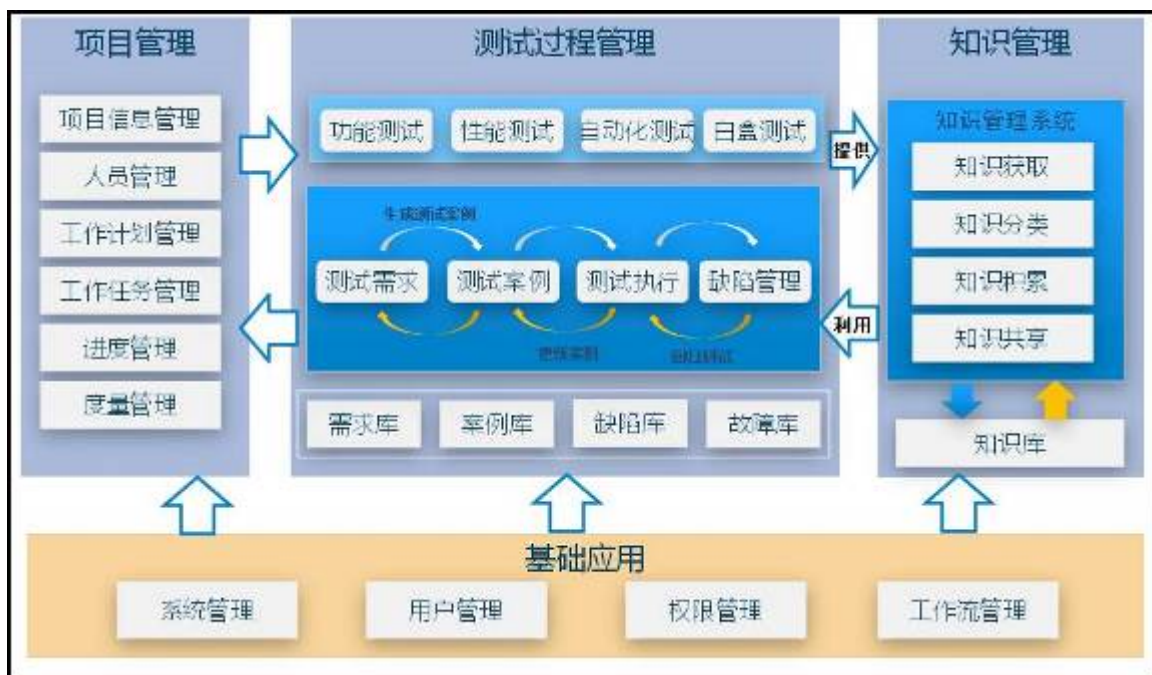 项目管理
项目信息管理
人员管理
工作计划管理
工作任务管理
进度管理
度量管理
测试过程管理
功能测试
性能测试
自动化测试
白盒测试
生成测试案例
测试需求
测试案例
测试执行
缺陷管理
需求库
案例库
缺陷库
故障库
提供
利用
知识管理
知识管理系统
知识获取
知识分类
知识积累
知识共享
知识库
基础应用
系统管理
用户管理
权限管理
工作流管理